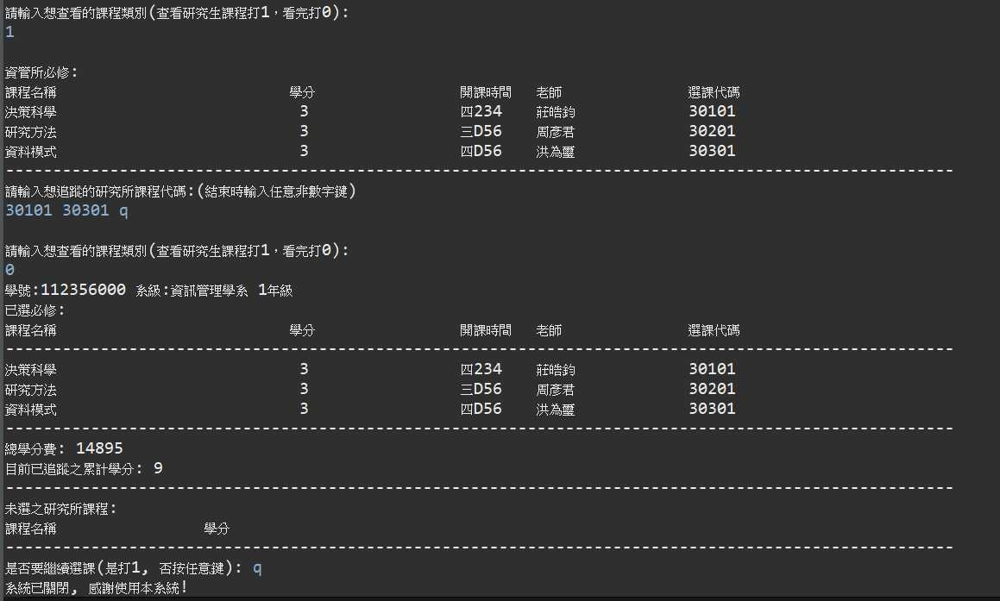 請輸入想查看的課程類別(查看研究生課程打1，看完打0):
1
資管所必修:
課程名稱 學分 開課時間 老師 選課代碼
決策科學 3 四234 莊皓鈞 30101
研究方法 3 三D56 周彥君 30201
資料模式 3 四D56 洪為璽 30301
--------------------------------------------------------------------------------------------------------------
請輸入想追蹤的研究所課程代碼:(結束時輸入任意非數字鍵)
30101 30301 q
請輸入想查看的課程類別(查看研究生課程打1，看完打0):
0
學號:112356000 系級:資訊管理學系 1年級
已選必修:
課程名稱 學分 開課時間 老師 選課代碼
--------------------------------------------------------------------------------------------------------------
決策科學 3 四234 莊皓鈞 30101
研究方法 3 三D56 周彥君 30201
資料模式 3 四D56 洪為璽 30301
--------------------------------------------------------------------------------------------------------------
總學分費: 14895
目前已追蹤之累計學分: 9
--------------------------------------------------------------------------------------------------------------
未選之研究所課程:
課程名稱 學分
--------------------------------------------------------------------------------------------------------------
是否要繼續選課(是打1, 否按任意鍵): q
系統已關閉, 感謝使用本系統!